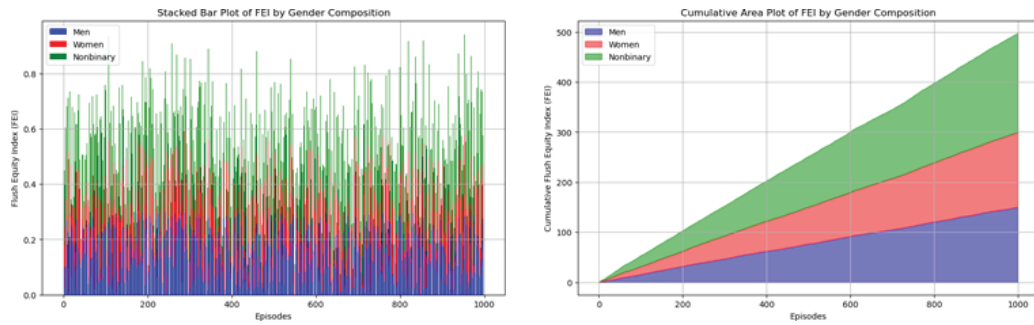 Stacked Bar Plot of FEI by Gender Composition
Men
Women
Nonbinary
Flush Equity Index (FEI)
0.8
0.6
0.4
0.2
0.0
0
200
400
600
800
1000
Episodes
Cumulative Area Plot of FEI by Gender Composition
Men
Women
Nonbinary
Cumulative Flush Equity Index (FEI)
500
400
300
200
100
0
0
200
400
600
800
1000
Episodes